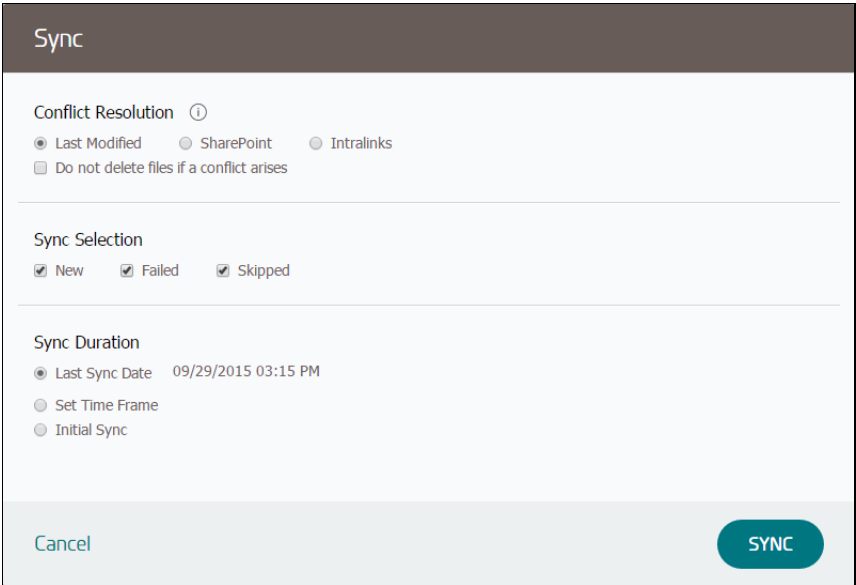 Sync
Conflict Resolution
Last Modified SharePoint Intralinks
Do not delete files if a conflict arises
Sync Selection
New Failed Skipped
Sync Duration
Last Sync Date 09/29/2015 03:15 PM
Set Time Frame
Initial Sync
Cancel SYNC